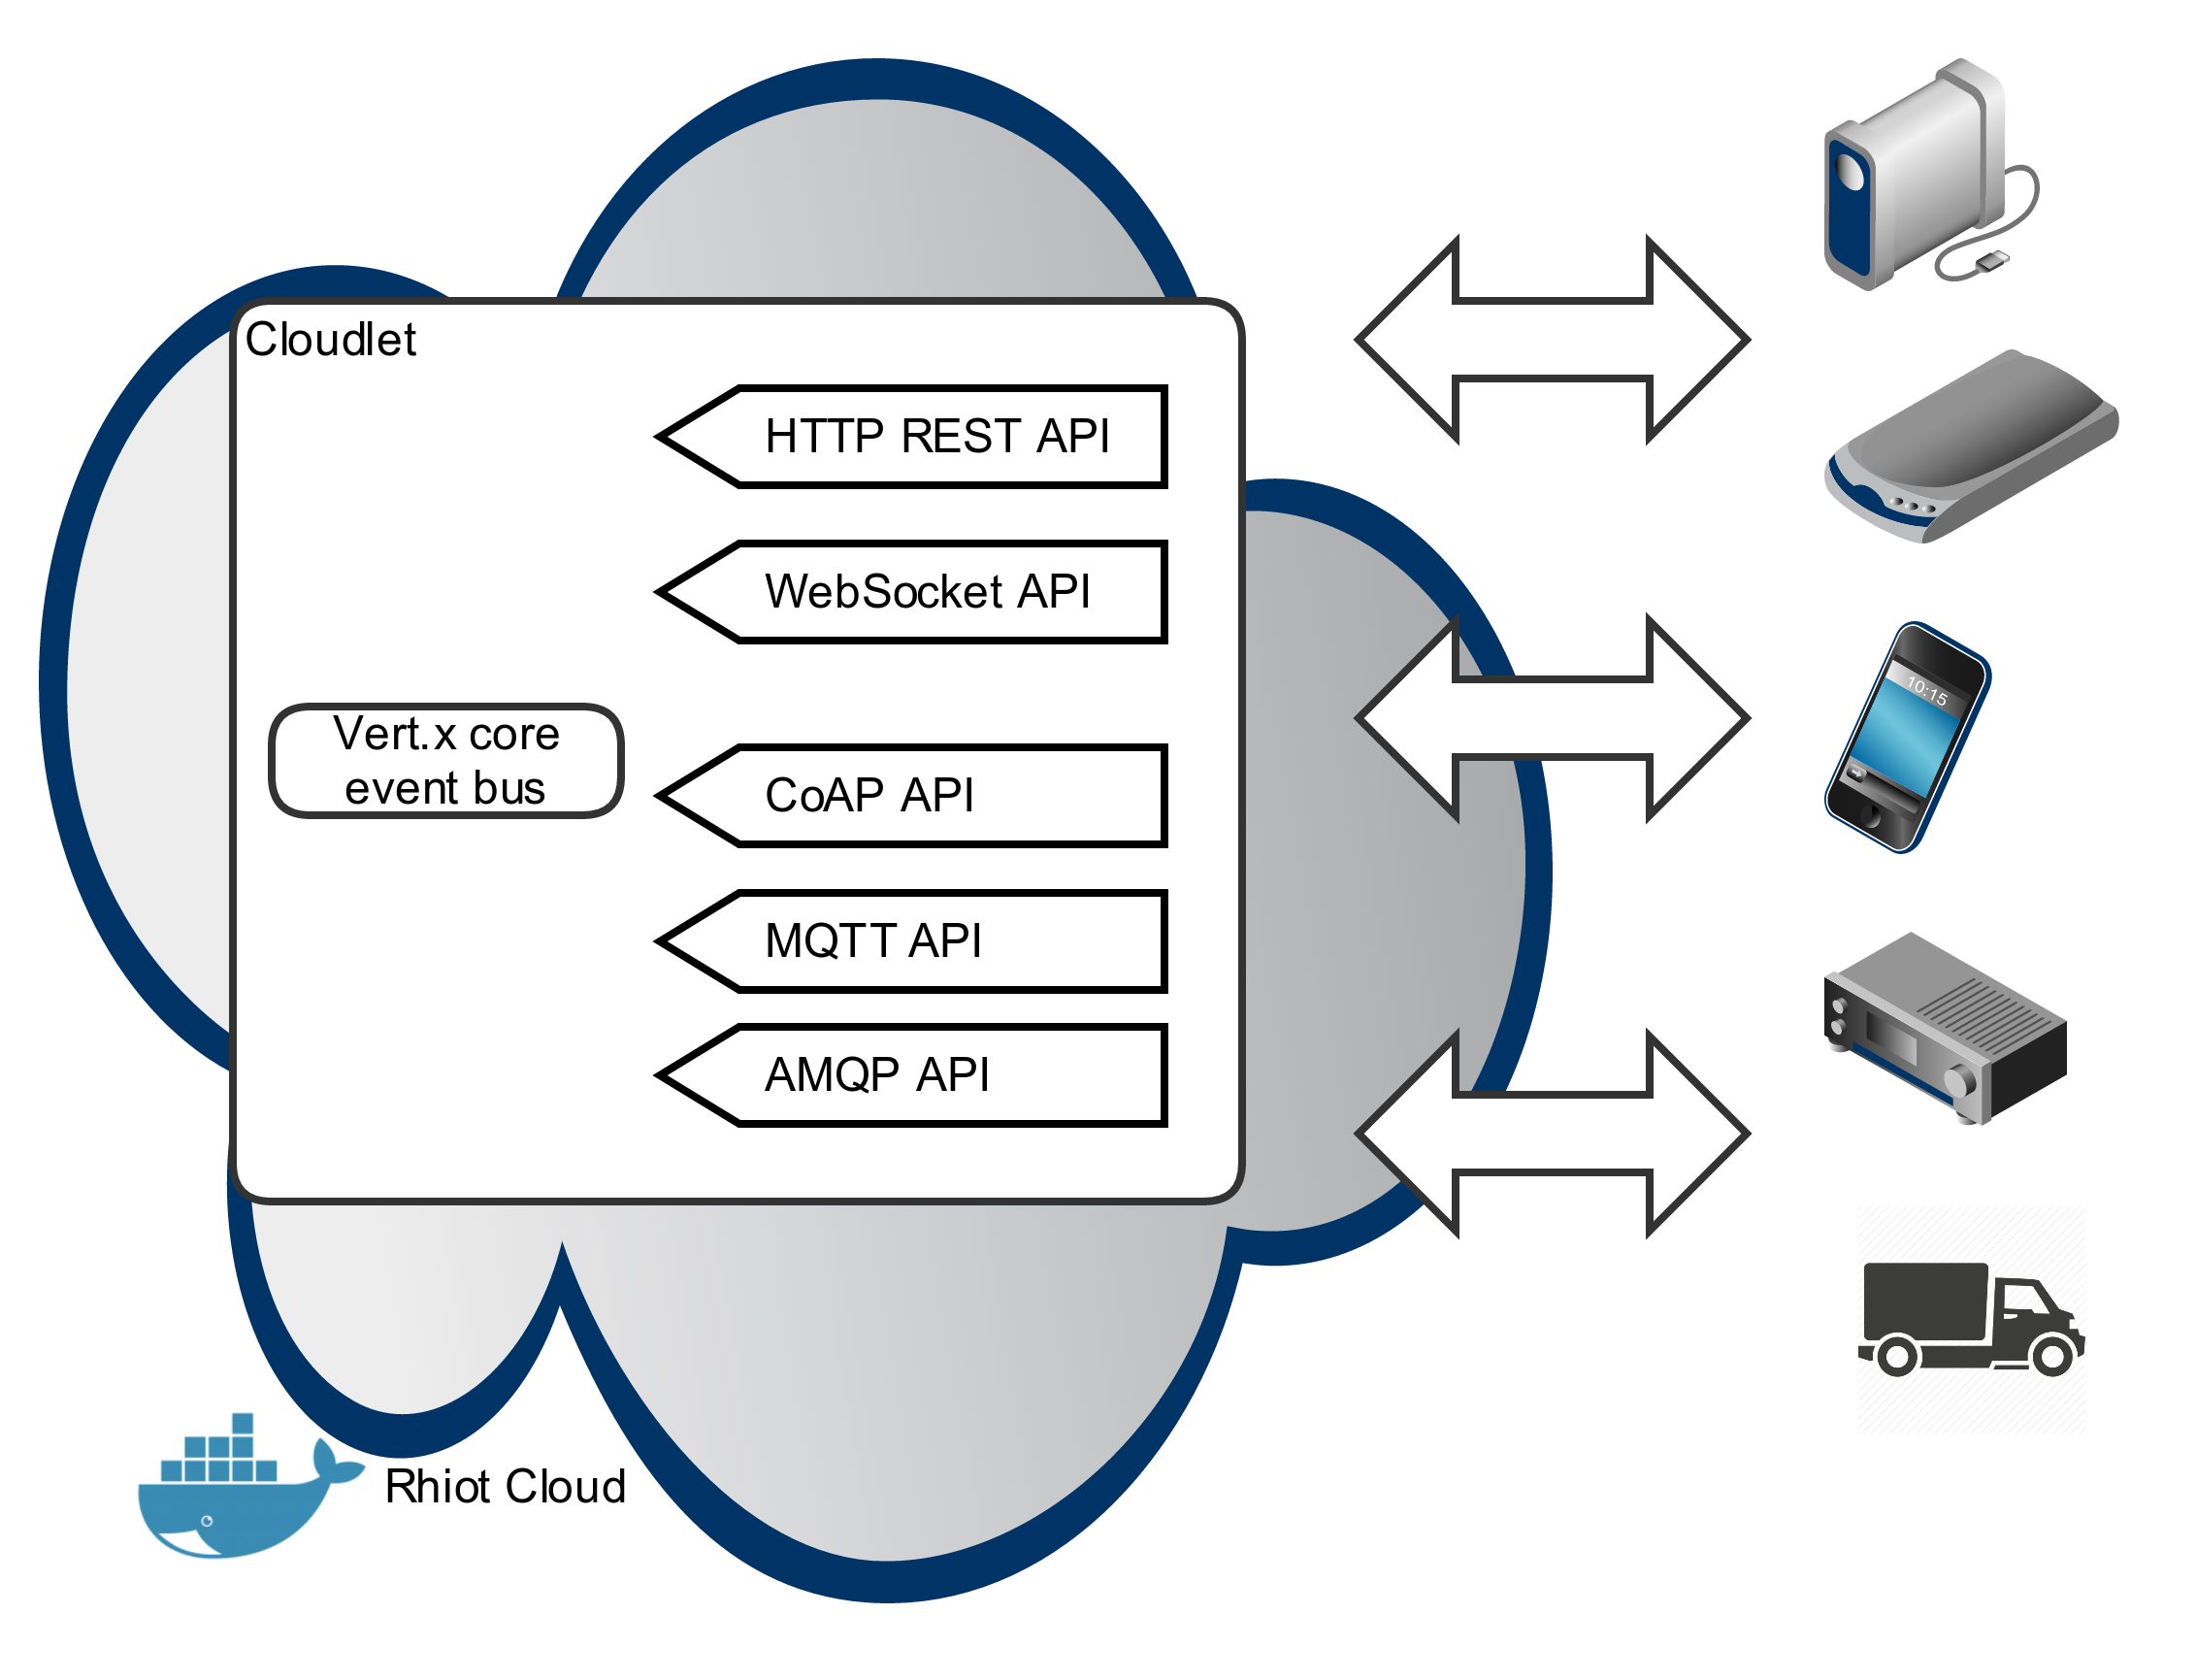 Cloudlet
HTTP REST API
WebSocket API
Vert.x core
event bus
CoAP API
MQTT API
AMQP API
10:15
Rhiot Cloud